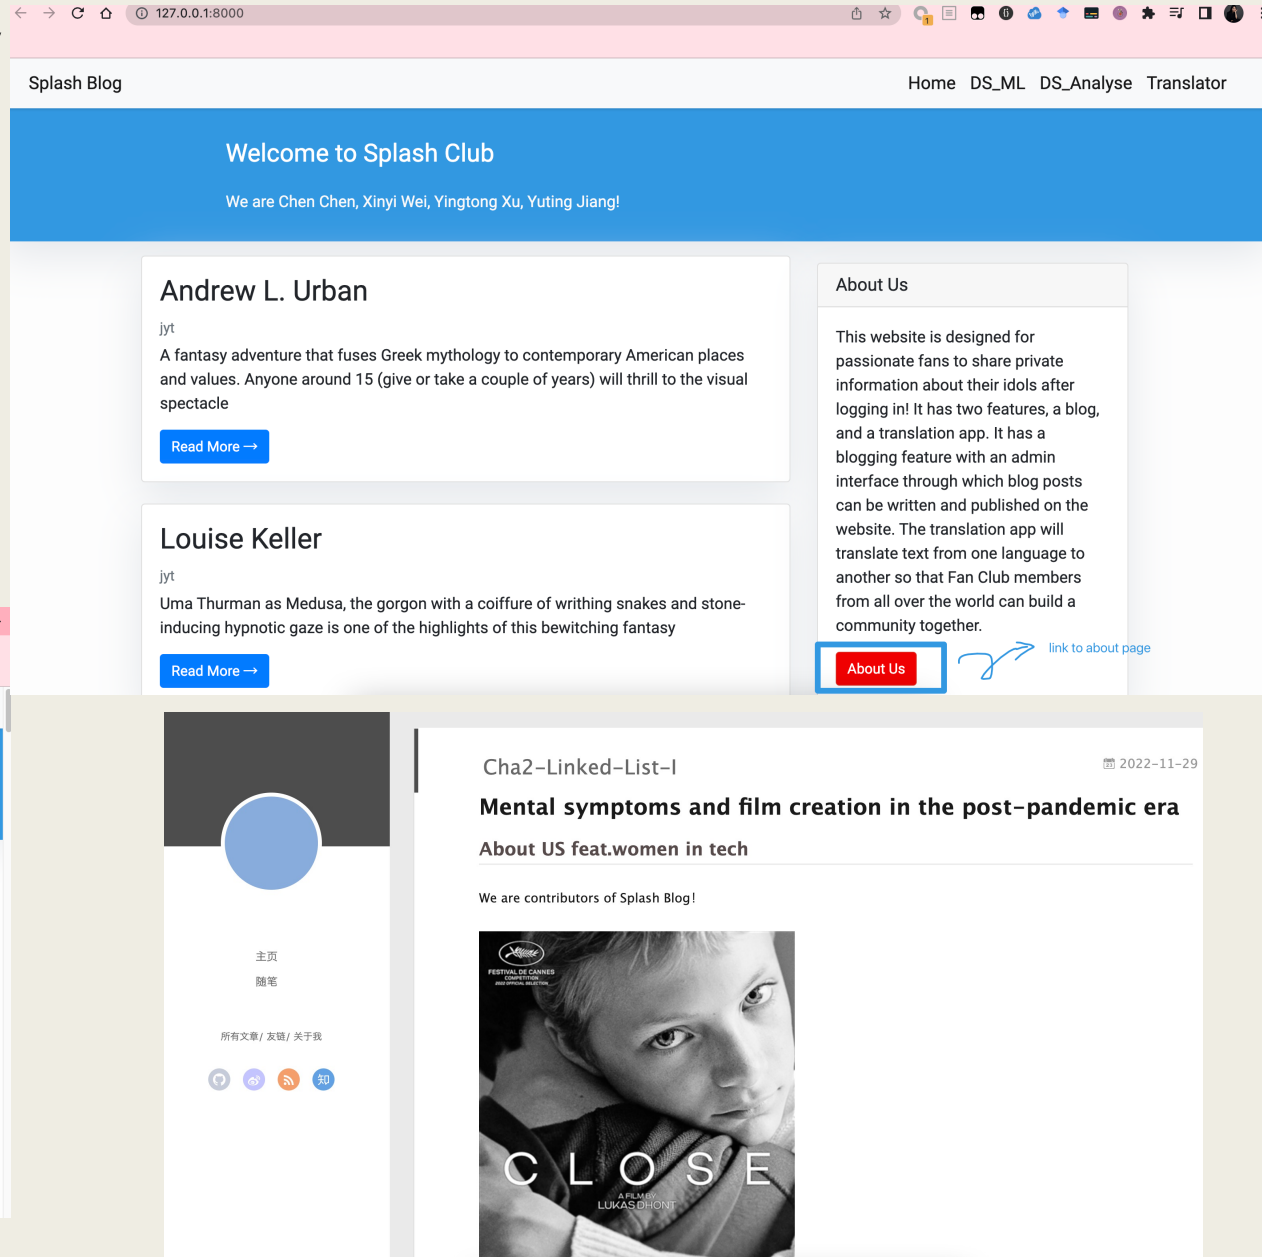 127.0.0.1:8000
Splash Blog
Home DS_ML DS_Analyse Translator
Welcome to Splash Club
We are Chen Chen, Xinyi Wei, Yingtong Xu, Yuting Jiang!
Andrew L. Urban
jyt
A fantasy adventure that fuses Greek mythology to contemporary American places
and values. Anyone around 15 (give or take a couple of years) will thrill to the visual
spectacle
Read More →
Louise Keller
jyt
Uma Thurman as Medusa, the gorgon with a coiffure of writhing snakes and stone-
inducing hypnotic gaze is one of the highlights of this bewitching fantasy
Read More →
About Us
This website is designed for
passionate fans to share private
information about their idols after
logging in! It has two features, a blog,
and a translation app. It has a
blogging feature with an admin
interface through which blog posts
can be written and published on the
website. The translation app will
translate text from one language to
another so that Fan Club members
from all over the world can build a
community together.
About Us
link to about page
主页
随笔
所有文章/ 友链/ 关于我
知
Cha2-Linked-List-I
2022-11-29
Mental symptoms and film creation in the post-pandemic era
About US feat.women in tech
We are contributors of Splash Blog!
FESTIVAL DE CANNES
COMPETITION
2022 OFFICIAL SELECTION
CLOSE
A FILM BY
LUKAS DHONT